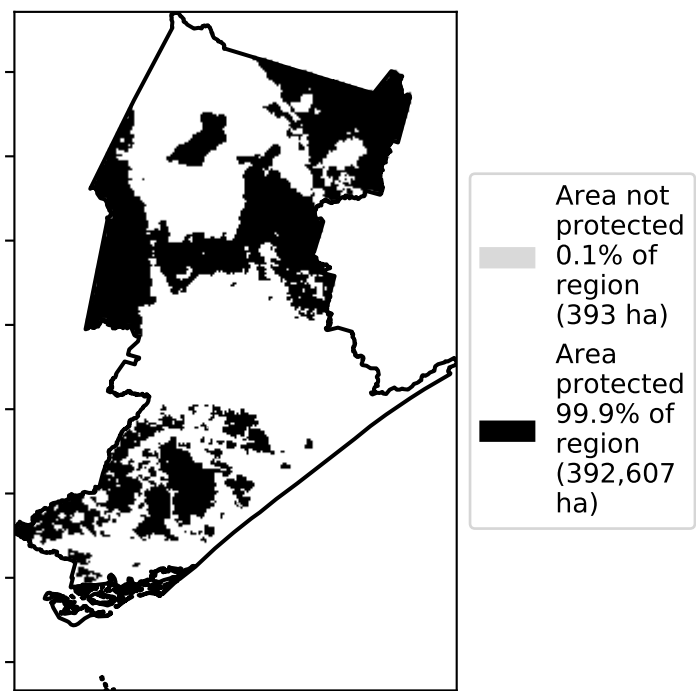 Area not
protected
0.1% of
region
(393 ha)
Area
protected
99.9% of
region
(392,607
ha)